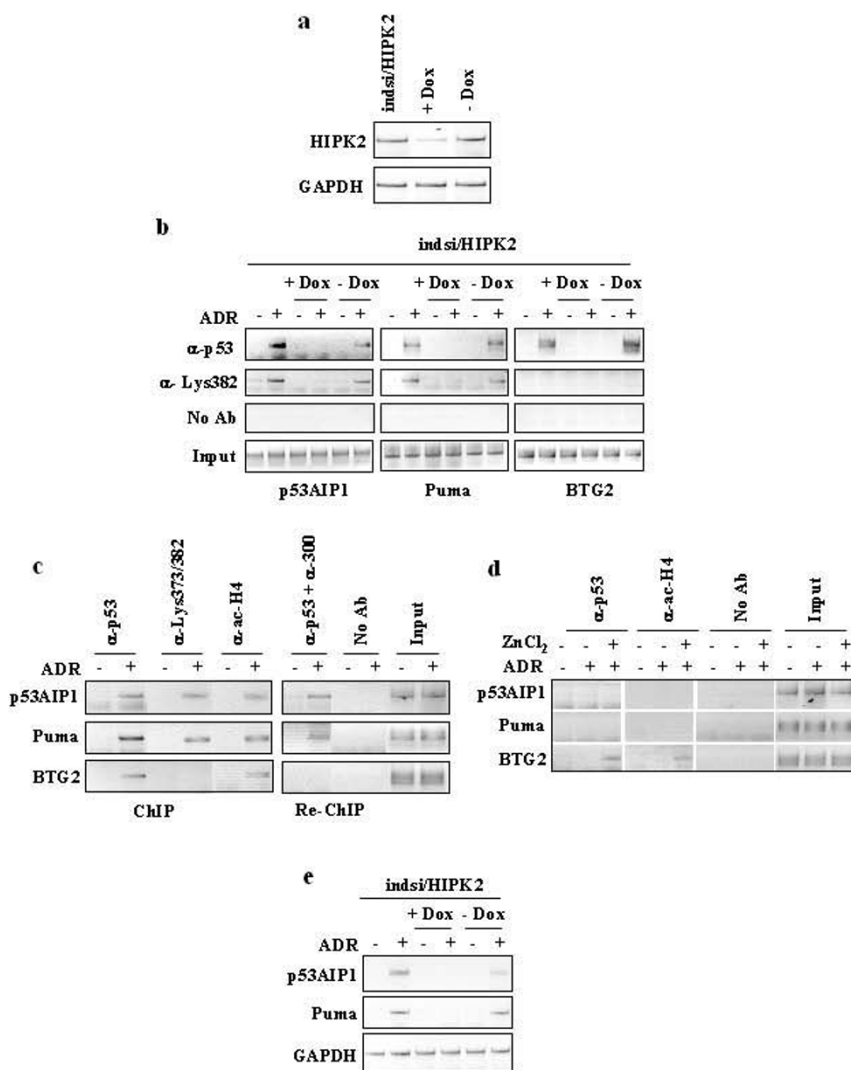 a
indsi/HIPK2
+ Dox
- Dox
HIPK2
GAPDH
b
indsi/HIPK2
+ Dox - Dox + Dox - Dox + Dox - Dox
ADR - + - + - + - + - + - + - + - + - +
α-p53
α- Lys382
No Ab
Input
p53AIP1 Puma BTG2
c
α-p53
α-Lys373/382
α-ac-H4
α-p53 + α-300
No Ab
Input
ADR - + - + - + - + - + - +
p53AIP1
Puma
BTG2
ChIP Re-ChIP
d
α-p53
α-ac-H4
No Ab
Input
ZnCl2 + + + +
ADR - + + - + + - + + - + +
p53AIP1
Puma
BTG2
e
indsi/HIPK2
+ Dox - Dox
ADR - + - + - +
p53AIP1
Puma
GAPDH